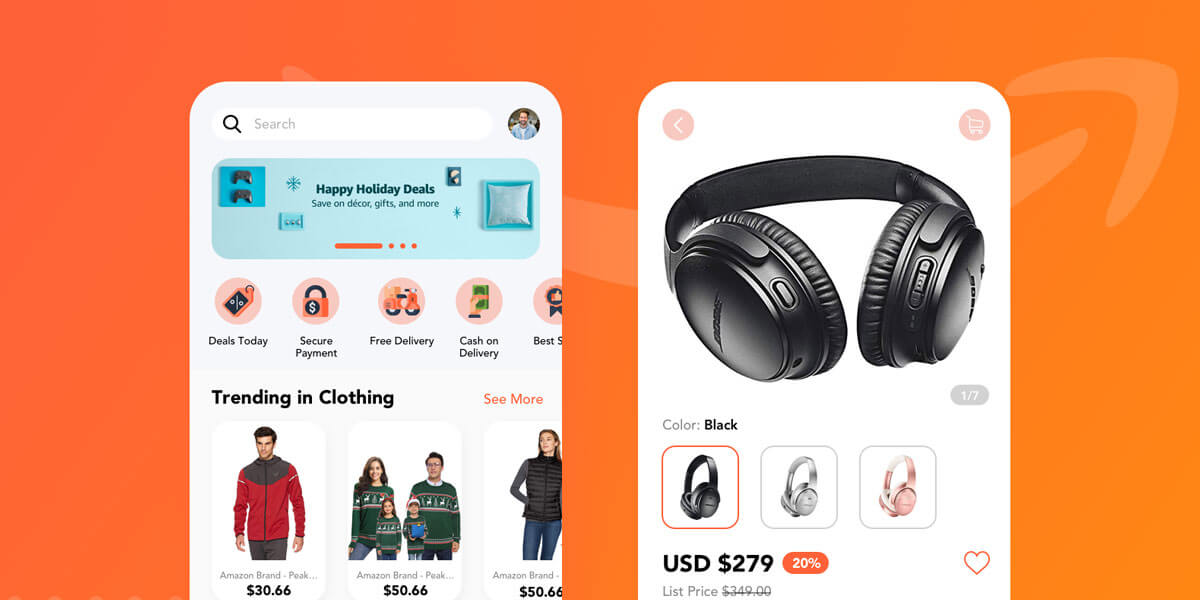 Search
Happy Holiday Deals
Save on décor, gifts, and more
Deals Today
Secure
Payment
Free Delivery
Cash on
Delivery
Best S
Trending in Clothing
See More
Amazon Brand - Peak...
$30.66
Amazon Brand - Peak...
$50.66
Amazon Brand
$50.66
BOSE
1/7
Color: Black
USD $279
20%
List Price $349.00